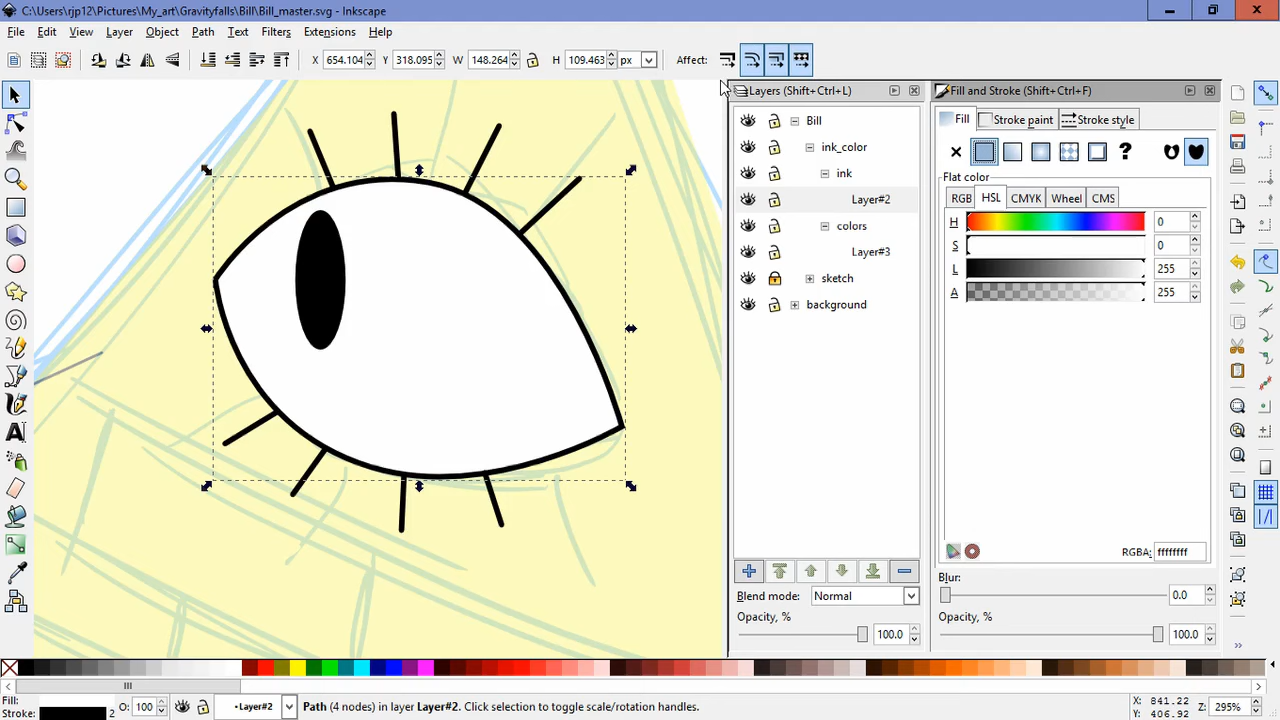 C:\Users\rjp12\Pictures\My_art\Gravityfalls\Bill\Bill_master.svg - Inkscape
File Edit View Layer Object Path Text Filters Extensions Help
X 654.104 Y 318.095 W 148.264 H 109.463 px Affect:
Layers (Shift+Ctrl+L)
Fill and Stroke (Shift+Ctrl+F)
Bill
ink_color
ink
Layer#2
colors
Layer#3
sketch
background
Blend mode: Normal
Opacity, % 100.0
Fill Stroke paint Stroke style
?
Flat color
RGB HSL CMYK Wheel CMS
H 0
S 0
L 255
A 255
RGBA: ffffffff
Blur:
0.0
Opacity, %
100.0
Fill:
Stroke: 2
O: 100
•Layer#2
Path (4 nodes) in layer Layer#2. Click selection to toggle scale/rotation handles.
X: 841.22
Y: 406.92
Z: 295%